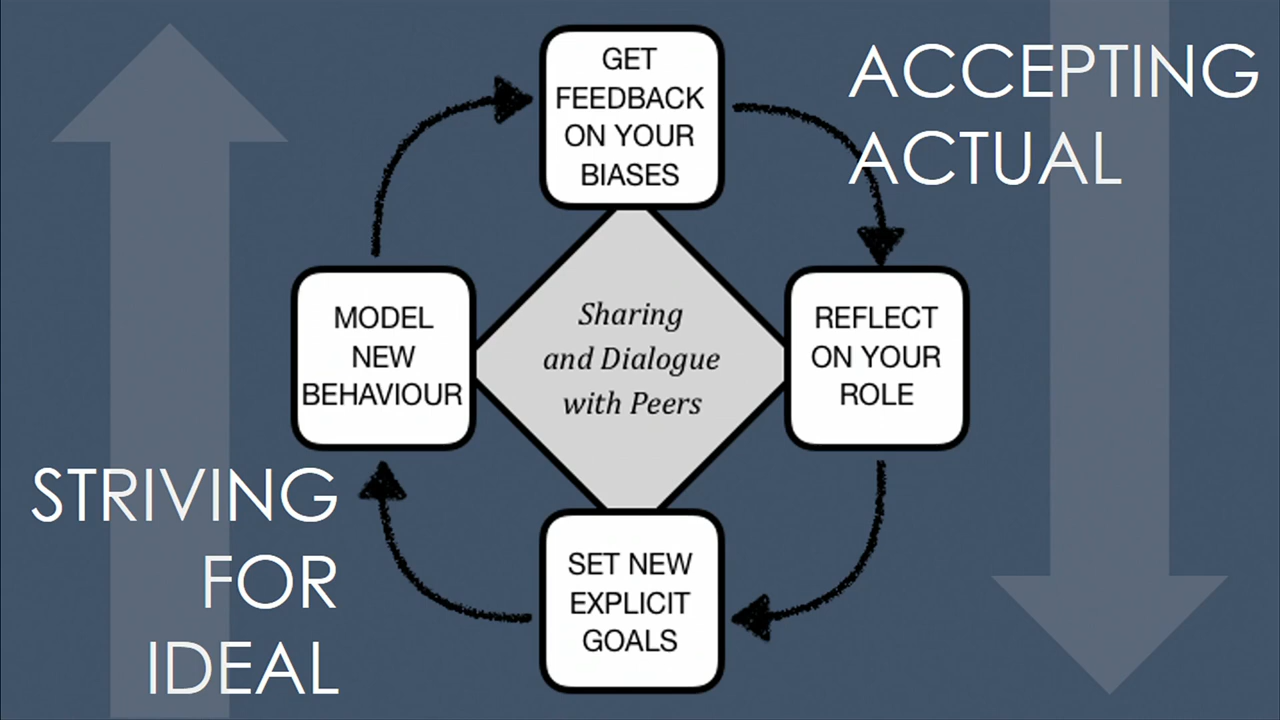 GET
FEEDBACK
ON YOUR
BIASES
ACCEPTING
ACTUAL
MODEL
NEW
BEHAVIOUR
Sharing
and Dialogue
with Peers
REFLECT
ON YOUR
ROLE
STRIVING
FOR
IDEAL
SET NEW
EXPLICIT
GOALS